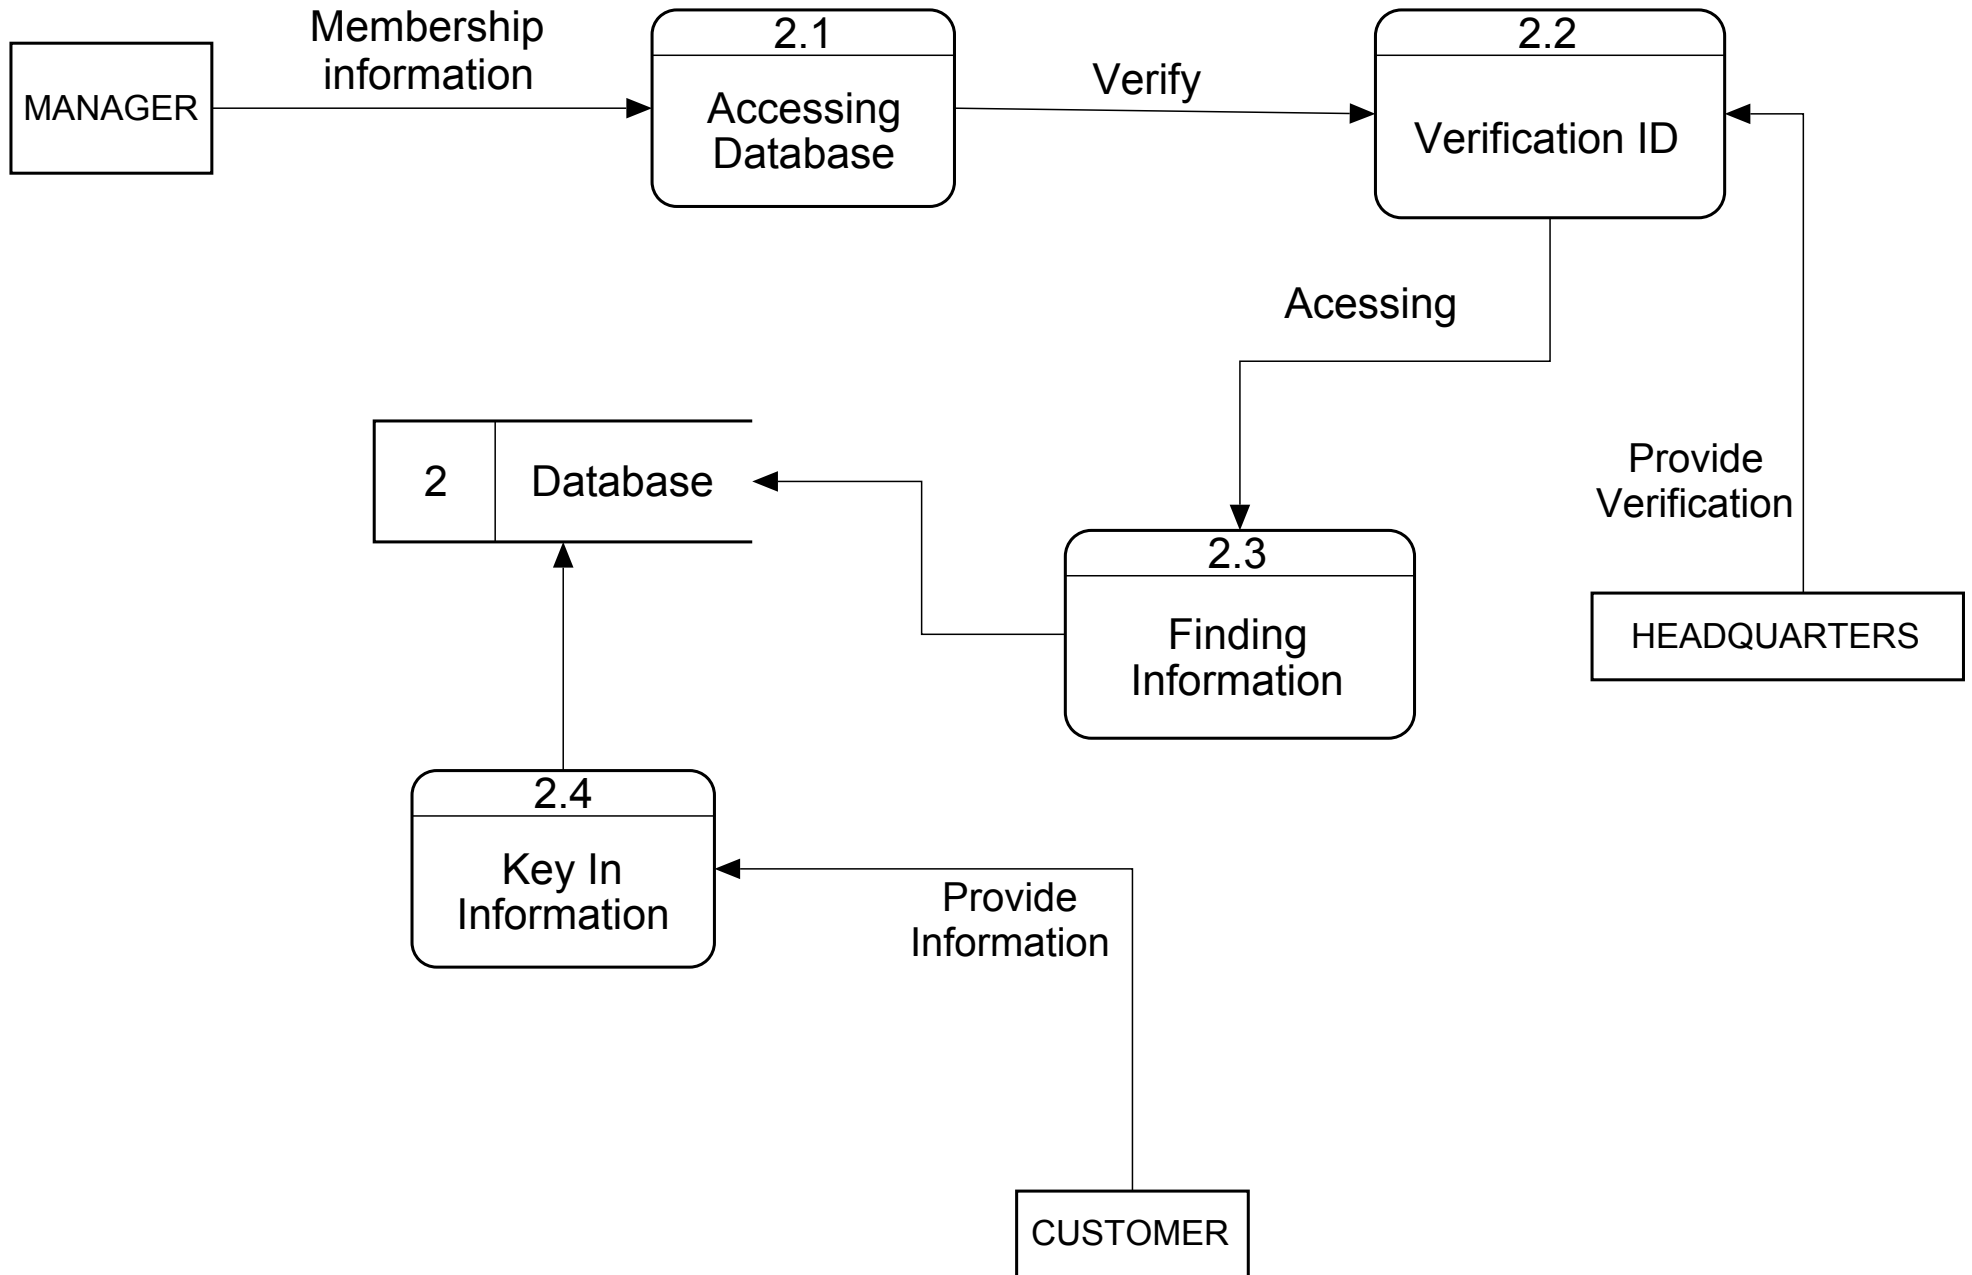 Membership
information
MANAGER
2.1
Accessing
Database
Verify
2.2
Verification ID
Acessing
2
Database
Provide
Verification
2.3
Finding
Information
HEADQUARTERS
2.4
Key In
Information
Provide
Information
CUSTOMER